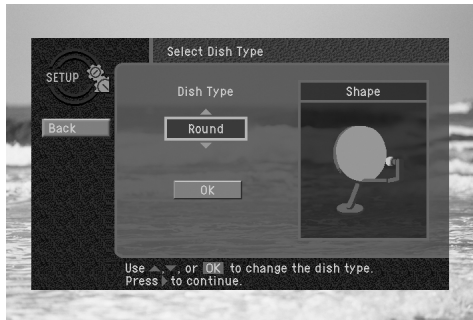 Select Dish Type
SETUP
Dish Type
Shape
Back
Round
OK
Use ▲,▼, or OK to change the dish type.
Press ▶ to continue.